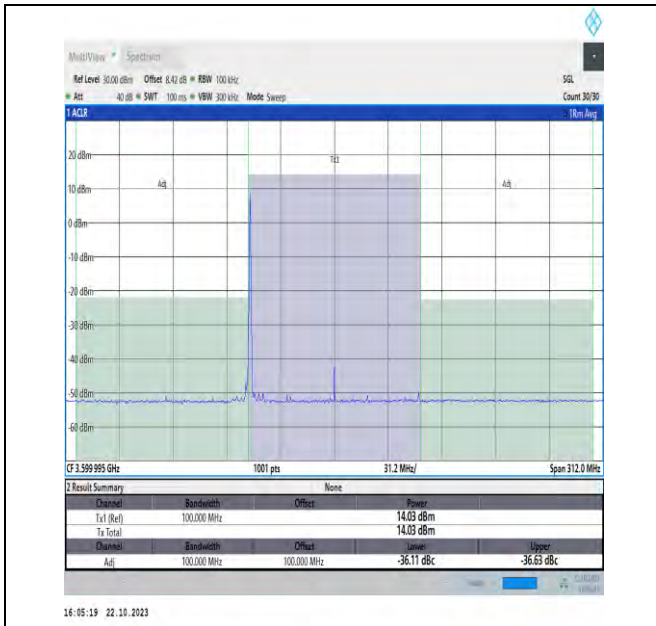 MultiView Spectrum
Ref Level 30.00 dBm Offset 8.42 dB RBW 100 kHz SGL
Att 40 dB SWT 100 ms VBW 300 kHz Mode Sweep Count 30/30
1 ACLR 1Rm Avg
20 dBm
Tx1
Adj Adj
10 dBm
0 dBm
-10 dBm
-20 dBm
-30 dBm
-40 dBm
-50 dBm
-60 dBm
CF 3.599 995 GHz 1001 pts 31.2 MHz/ Span 312.0 MHz
2 Result Summary None
Channel Bandwidth Offset Power
Tx1 (Ref) 100.000 MHz 14.03 dBm
Tx Total 14.03 dBm
Channel Bandwidth Offset Lower Upper
Adj 100.000 MHz 100.000 MHz -36.11 dBc -36.63 dBc
16:05:19 22.10.2023